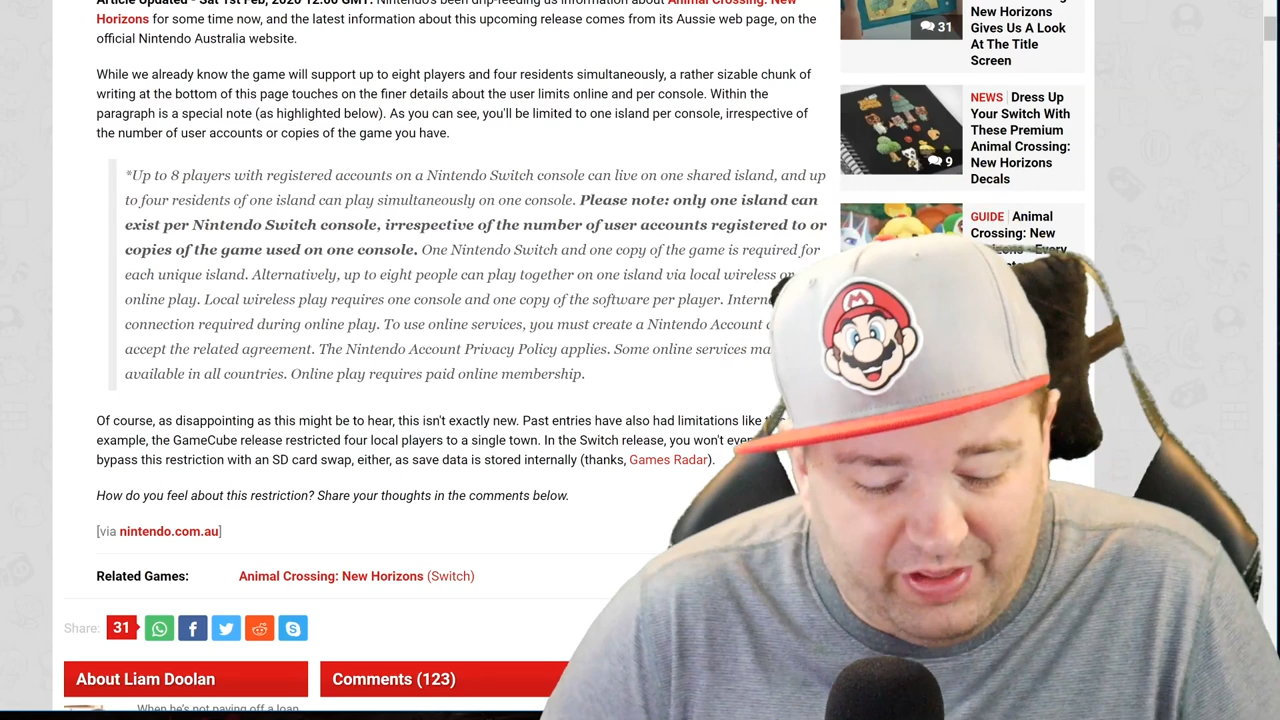 Article Updated - Sat 1st Feb, 2020 12:00 GMT: Nintendo's been drip-feeding us information about Animal Crossing: New
Horizons for some time now, and the latest information about this upcoming release comes from its Aussie web page, on the
official Nintendo Australia website.
While we already know the game will support up to eight players and four residents simultaneously, a rather sizable chunk of
writing at the bottom of this page touches on the finer details about the user limits online and per console. Within the
paragraph is a special note (as highlighted below). As you can see, you'll be limited to one island per console, irrespective of
the number of user accounts or copies of the game you have.
*Up to 8 players with registered accounts on a Nintendo Switch console can live on one shared island, and up
to four residents of one island can play simultaneously on one console. Please note: only one island can
exist per Nintendo Switch console, irrespective of the number of user accounts registered to or
copies of the game used on one console. One Nintendo Switch and one copy of the game is required for
each unique island. Alternatively, up to eight people can play together on one island via local wireless or
online play. Local wireless play requires one console and one copy of the software per player.
connection required during online play. To use online services, you must create a Nintendo Account
accept the related agreement. The Nintendo Account Privacy Policy applies. Some online services
available in all countries. Online play requires paid online membership.
Of course, as disappointing as this might be to hear, this isn't exactly new. Past entries have also had limitations like
example, the GameCube release restricted four local players to a single town. In the Switch release, you won't
bypass this restriction with an SD card swap, either, as save data is stored internally (thanks, Games Radar).
How do you feel about this restriction? Share your thoughts in the comments below.
[via nintendo.com.au]
Related Games: Animal Crossing: New Horizons (Switch)
Share: 31
About Liam Doolan
Comments (123)
When he's not paying off a loan
31
New Horizons
Gives Us A Look
At The Title
Screen
9
NEWS Dress Up
Your Switch With
These Premium
Animal Crossing:
New Horizons
Decals
GUIDE Animal
Crossing: New
Every
M